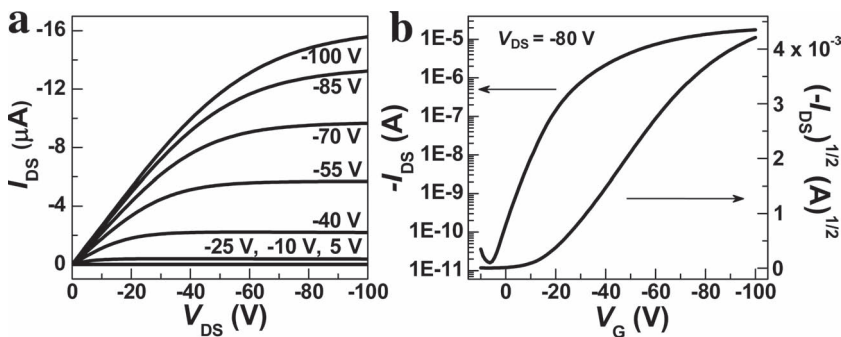 a
-16
-12
-8
-4
0
I_DS (μA)
-100 V
-85 V
-70 V
-55 V
-40 V
-25 V, -10 V, 5 V
0 -20 -40 -60 -80 -100
V_DS (V)
b
V_DS = -80 V
1E-5
1E-6
1E-7
1E-8
1E-9
1E-10
1E-11
-I_DS (A)
4 x 10^-3
3
2
1
0
(-I_DS)^1/2 (A)^1/2
0 -20 -40 -60 -80 -100
V_G (V)